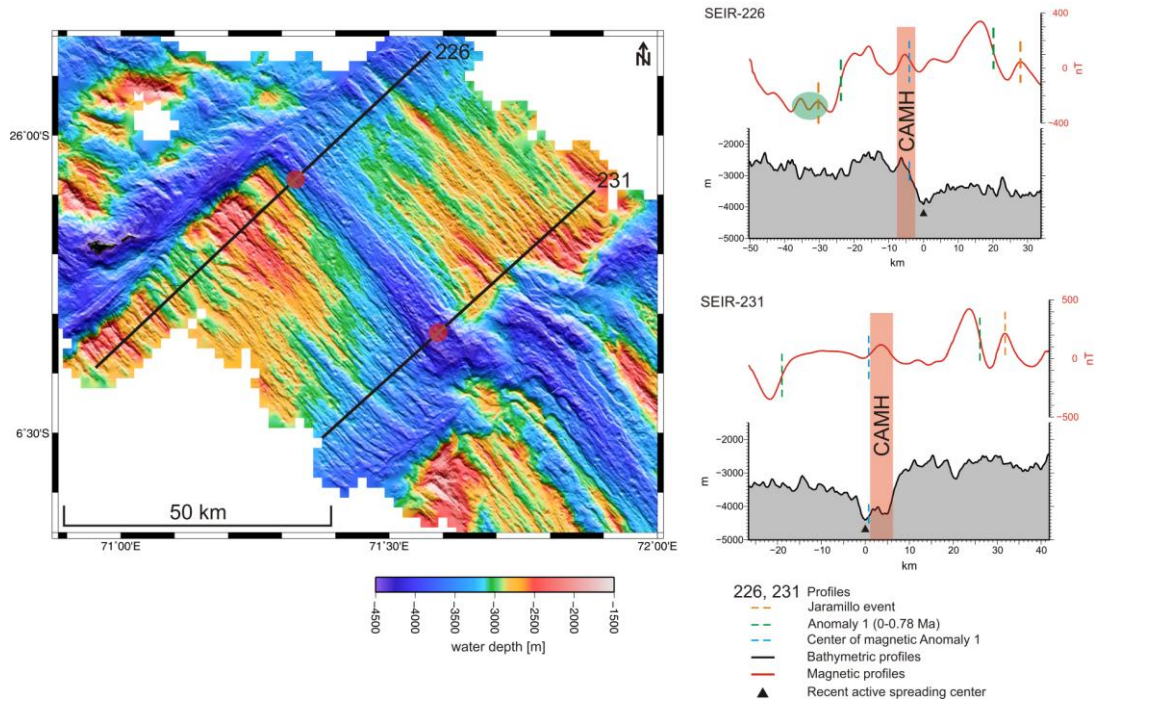 226
N
26°00'S
231
6°30'S
50 km
71°00'E
71°30'E
72°00'E
−4500
−4000
−3500
−3000
−2500
−2000
−1500
water depth [m]
SEIR-226
400
0
−400
nT
CAMH
−2000
−3000
−4000
−5000
m
−50 −40 −30 −20 −10 0 10 20 30
km
SEIR-231
500
0
−500
nT
CAMH
−2000
−3000
−4000
−5000
m
−20 −10 0 10 20 30 40
km
226, 231 Profiles
Jaramillo event
Anomaly 1 (0-0.78 Ma)
Center of magnetic Anomaly 1
Bathymetric profiles
Magnetic profiles
Recent active spreading center